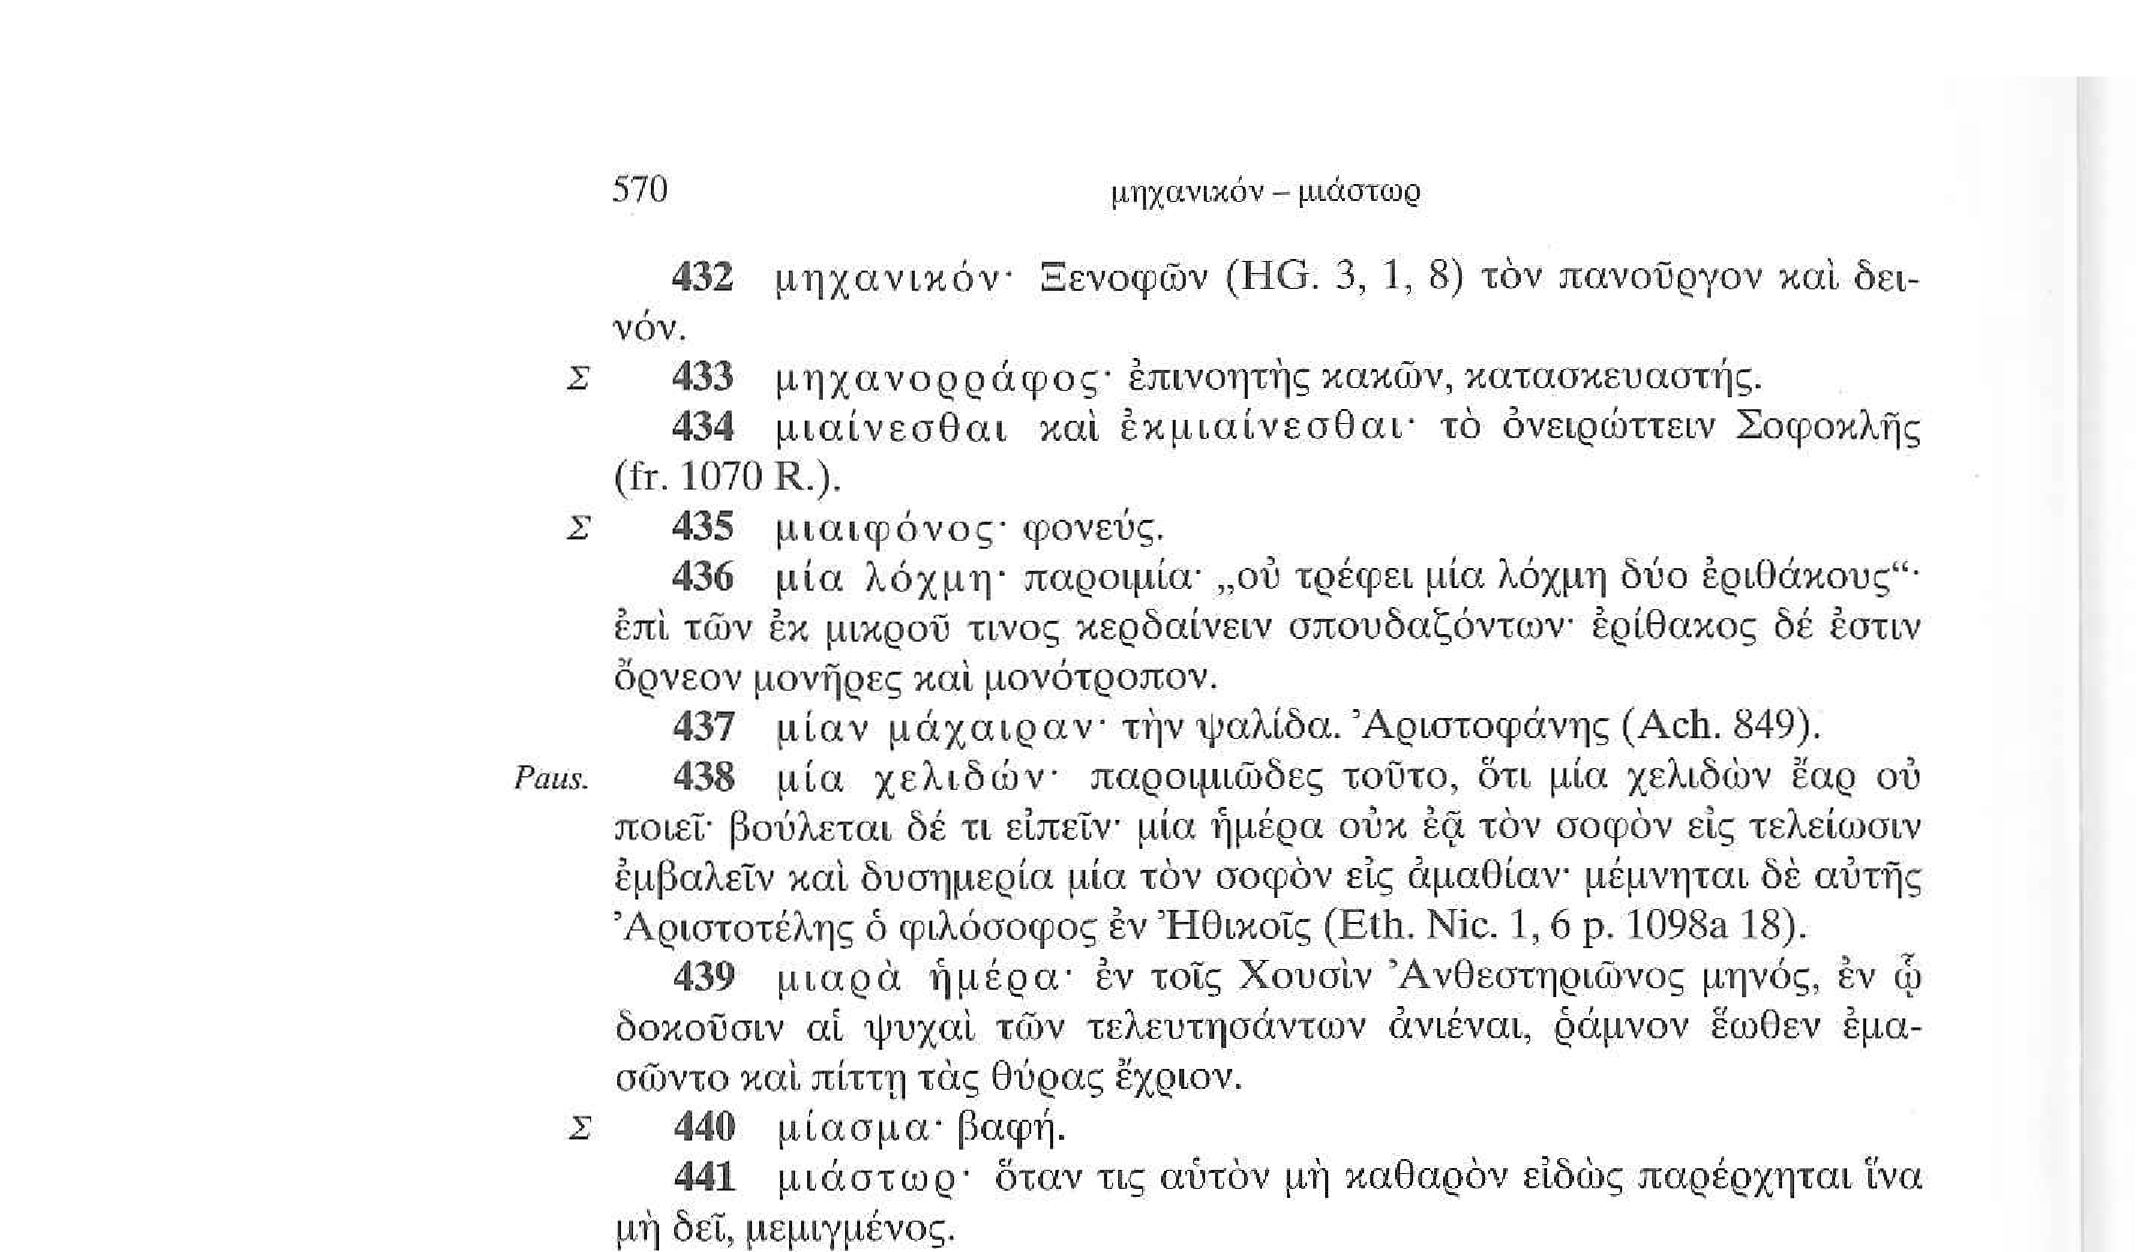 570 μηχανικόν – μιάστωρ
432 μηχανικόν· Ξενοφῶν (HG. 3, 1, 8) τὸν πανοῦργον καὶ δει-
νόν.
Σ 433 μηχανορράφος· ἐπινοητὴς κακῶν, κατασκευαστής.
434 μιαίνεσθαι καὶ ἐκμιαίνεσθαι· τὸ ὀνειρώττειν Σοφοκλῆς
(fr. 1070 R.).
Σ 435 μιαιφόνος· φονεύς.
436 μία λόχμη· παροιμία· „οὐ τρέφει μία λόχμη δύο ἐριθάκους“·
ἐπὶ τῶν ἐκ μικροῦ τινος κερδαίνειν σπουδαζόντων· ἐρίθακος δέ ἐστιν
ὄρνεον μονῆρες καὶ μονότροπον.
437 μίαν μάχαιραν· τὴν ψαλίδα. Ἀριστοφάνης (Ach. 849).
Paus. 438 μία χελιδών· παροιμιῶδες τοῦτο, ὅτι μία χελιδὼν ἔαρ οὐ
ποιεῖ· βούλεται δέ τι εἰπεῖν· μία ἡμέρα οὐκ ἐᾷ τὸν σοφὸν εἰς τελείωσιν
ἐμβαλεῖν καὶ δυσημερία μία τὸν σοφὸν εἰς ἀμαθίαν· μέμνηται δὲ αὐτῆς
Ἀριστοτέλης ὁ φιλόσοφος ἐν Ἠθικοῖς (Eth. Nic. 1, 6 p. 1098a 18).
439 μιαρὰ ἡμέρα· ἐν τοῖς Χουσὶν Ἀνθεστηριῶνος μηνός, ἐν ᾧ
δοκοῦσιν αἱ ψυχαὶ τῶν τελευτησάντων ἀνιέναι, ῥάμνον ἕωθεν ἐμα-
σῶντο καὶ πίττῃ τὰς θύρας ἔχριον.
Σ 440 μίασμα· βαφή.
441 μιάστωρ· ὅταν τις αὑτὸν μὴ καθαρὸν εἰδὼς παρέρχηται ἵνα
μὴ δεῖ, μεμιγμένος.